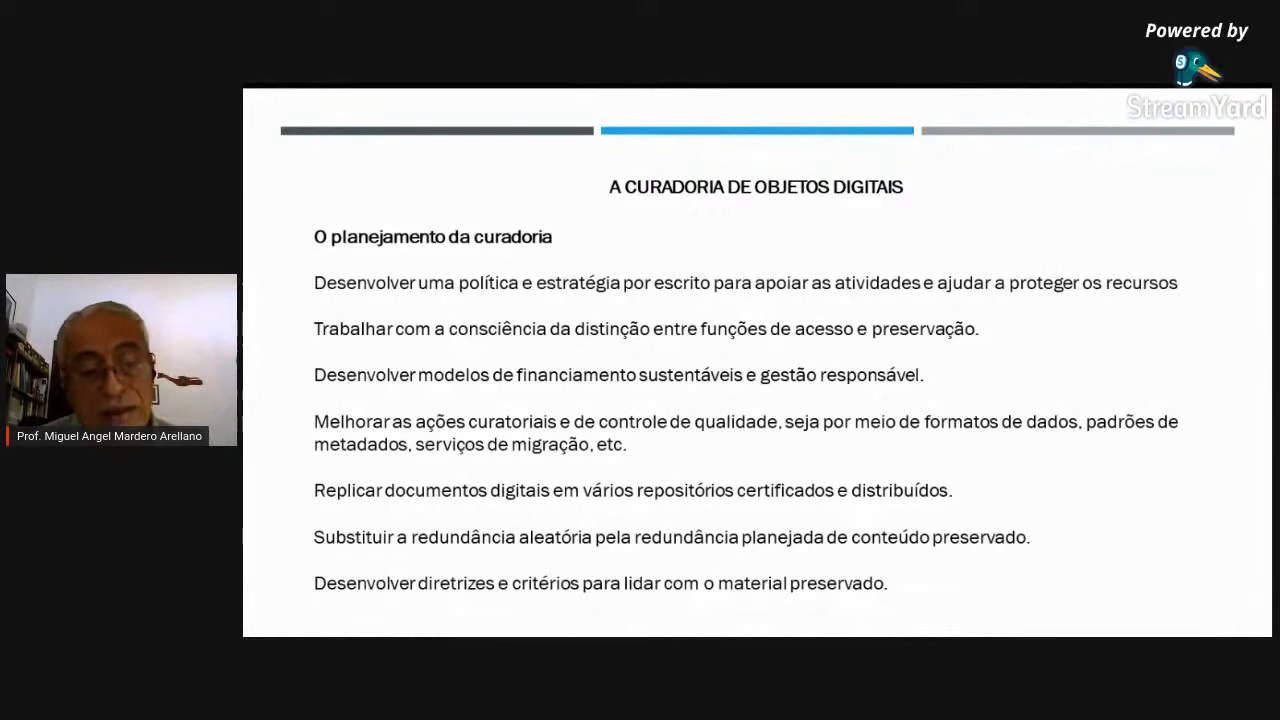 Powered by
StreamYard
A CURADORIA DE OBJETOS DIGITAIS
O planejamento da curadoria
Desenvolver uma política e estratégia por escrito para apoiar as atividades e ajudar a proteger os recursos
Trabalhar com a consciência da distinção entre funções de acesso e preservação.
Desenvolver modelos de financiamento sustentáveis e gestão responsável.
Melhorar as ações curatoriais e de controle de qualidade, seja por meio de formatos de dados, padrões de
metadados, serviços de migração, etc.
Replicar documentos digitais em vários repositórios certificados e distribuídos.
Substituir a redundância aleatória pela redundância planejada de conteúdo preservado.
Desenvolver diretrizes e critérios para lidar com o material preservado.
Prof. Miguel Angel Mardero Arellano